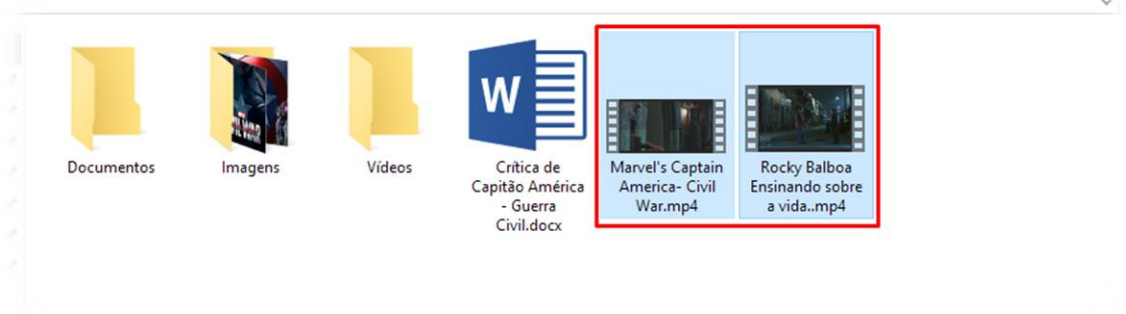 Documentos
Imagens
Vídeos
W
Crítica de
Capitão América
- Guerra
Civil.docx
Marvel's Captain
America- Civil
War.mp4
Rocky Balboa
Ensinando sobre
a vida..mp4